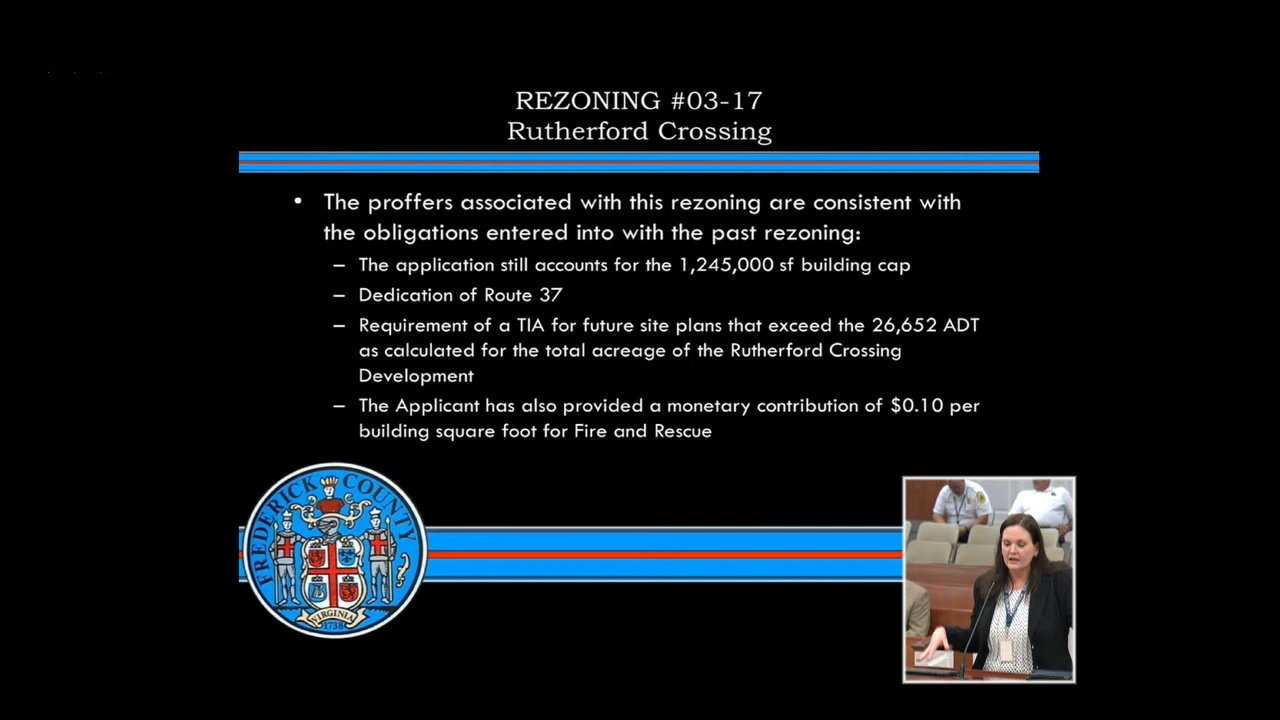 REZONING #03-17
Rutherford Crossing
• The proffers associated with this rezoning are consistent with
the obligations entered into with the past rezoning:
– The application still accounts for the 1,245,000 sf building cap
– Dedication of Route 37
– Requirement of a TIA for future site plans that exceed the 26,652 ADT
as calculated for the total acreage of the Rutherford Crossing
Development
– The Applicant has also provided a monetary contribution of $0.10 per
building square foot for Fire and Rescue
FREDERICK COUNTY
VIRGINIA
1738